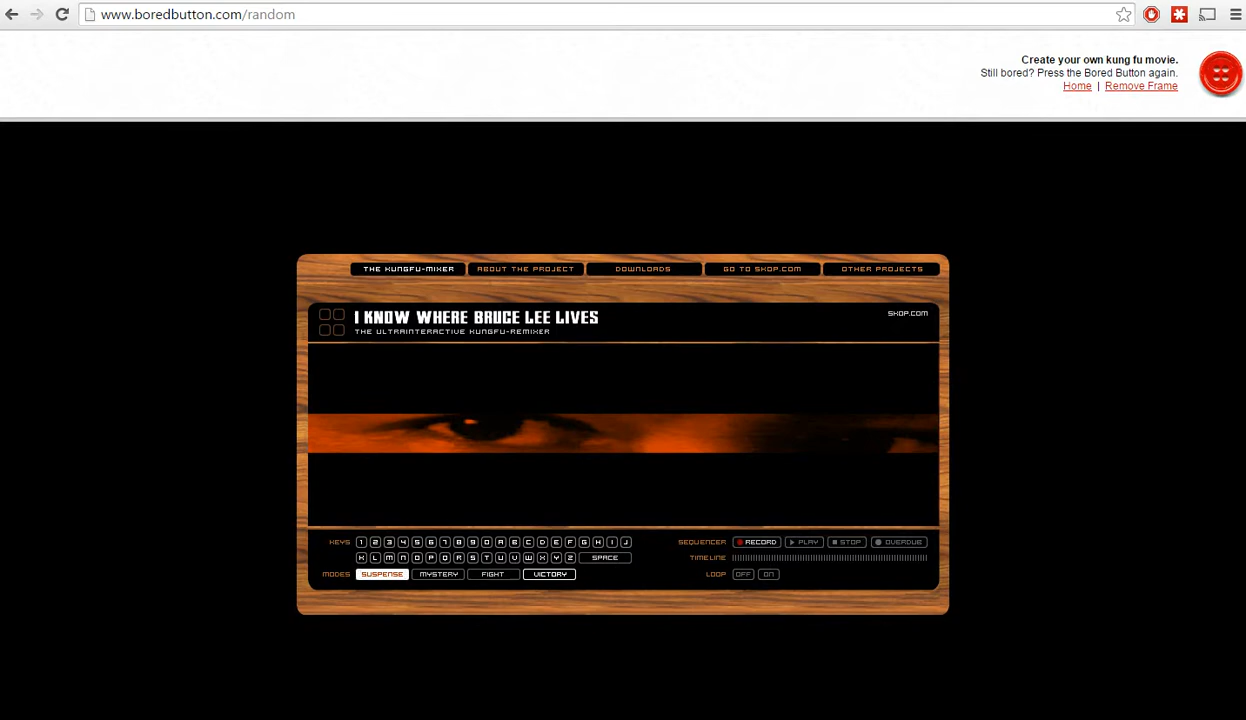 www.boredbutton.com/random
Create your own kung fu movie.
Still bored? Press the Bored Button again.
Home | Remove Frame
THE KUNGFU-MIXER ABOUT THE PROJECT DOWNLOADS GO TO SKOP.COM OTHER PROJECTS
I KNOW WHERE BRUCE LEE LIVES
SKOP.COM
THE ULTRAINTERACTIVE KUNGFU-REMIXER
KEYS 1 2 3 4 5 6 7 8 9 0 A B C D E F G H I J
K L M N O P Q R S T U V W X Y Z SPACE
MODES SUSPENSE MYSTERY FIGHT VICTORY
SEQUENCER RECORD PLAY STOP OVERDUB
TIMELINE
LOOP OFF ON